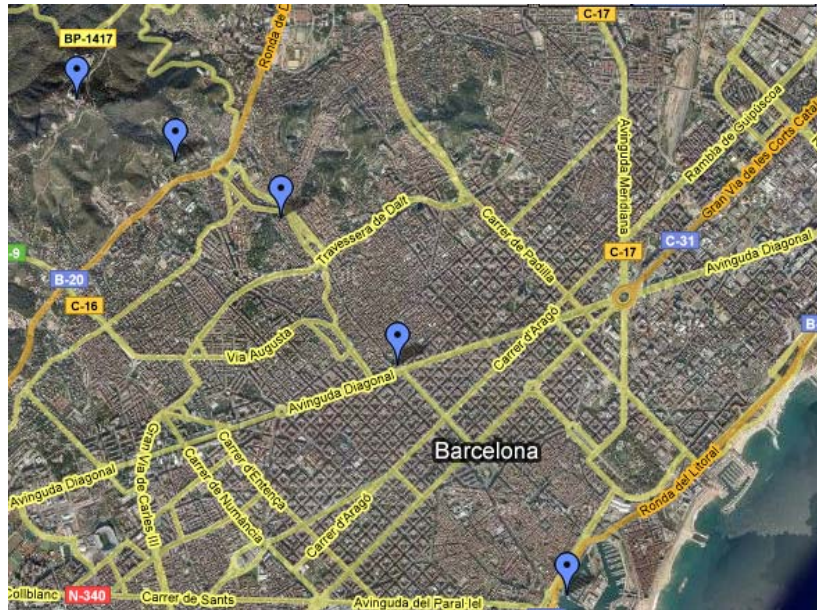 C-17
BP-1417
Ronda de D
Avinguda Meridiana
Rambla de Guipúscoa
Gran Via de les Corts Catal
Travessera de Dalt
Carrer de Padilla
C-31
C-17
Avinguda Diagonal
-9
B-20
C-16
B-
Via Augusta
Carrer d'Aragó
Avinguda Diagonal
Gran Via de Carles III
Carrer d'Entença
Carrer de Numància
Barcelona
Avinguda Diagonal
Carrer d'Aragó
Ronda del Litoral
Collblanc
N-340
Carrer de Sants
Avinguda del Paral·lel